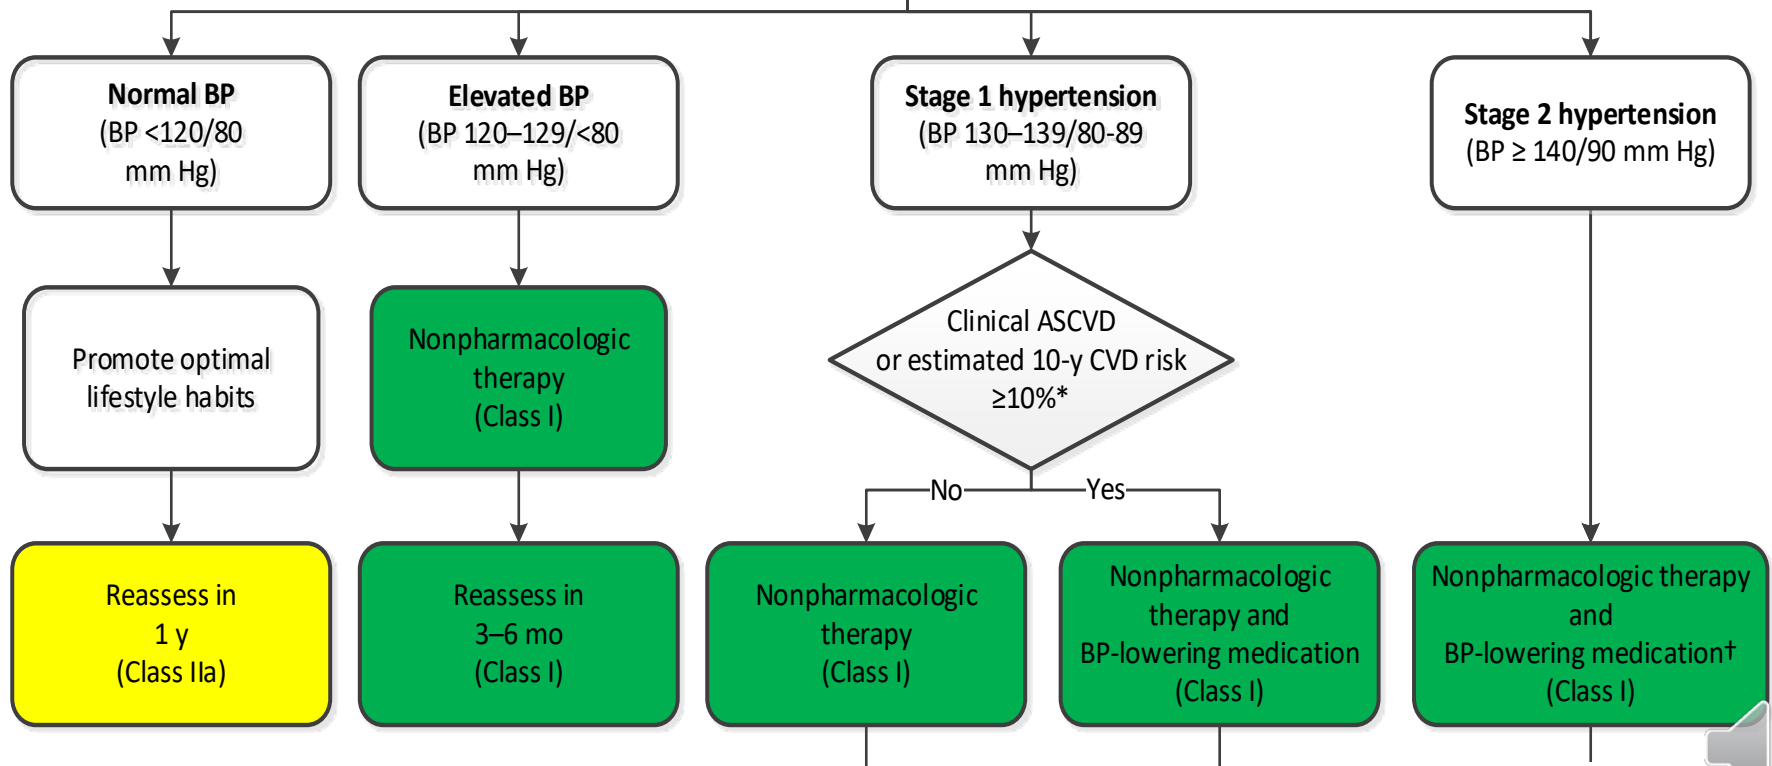 Normal BP
(BP <120/80
mm Hg)
Elevated BP
(BP 120–129/<80
mm Hg)
Stage 1 hypertension
(BP 130–139/80-89
mm Hg)
Stage 2 hypertension
(BP ≥ 140/90 mm Hg)
Promote optimal
lifestyle habits
Nonpharmacologic
therapy
(Class I)
Clinical ASCVD
or estimated 10-y CVD risk
≥10%*
No
Yes
Reassess in
1 y
(Class IIa)
Reassess in
3–6 mo
(Class I)
Nonpharmacologic
therapy
(Class I)
Nonpharmacologic
therapy and
BP-lowering medication
(Class I)
Nonpharmacologic therapy
and
BP-lowering medication†
(Class I)